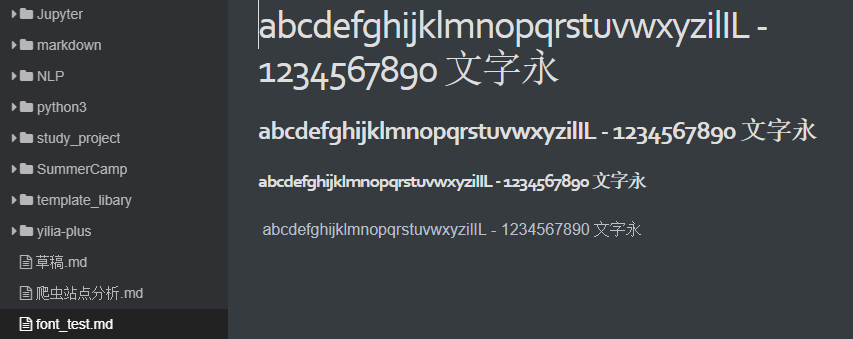 Jupyter
markdown
NLP
python3
study_project
SummerCamp
template_libary
yilia-plus
草稿.md
爬虫站点分析.md
font_test.md
abcdefghijklmnopqrstuvwxyzilIL -
1234567890 文字永
abcdefghijklmnopqrstuvwxyzilIL - 1234567890 文字永
abcdefghijklmnopqrstuvwxyzilIL - 1234567890 文字永
abcdefghijklmnopqrstuvwxyzilIL - 1234567890 文字永